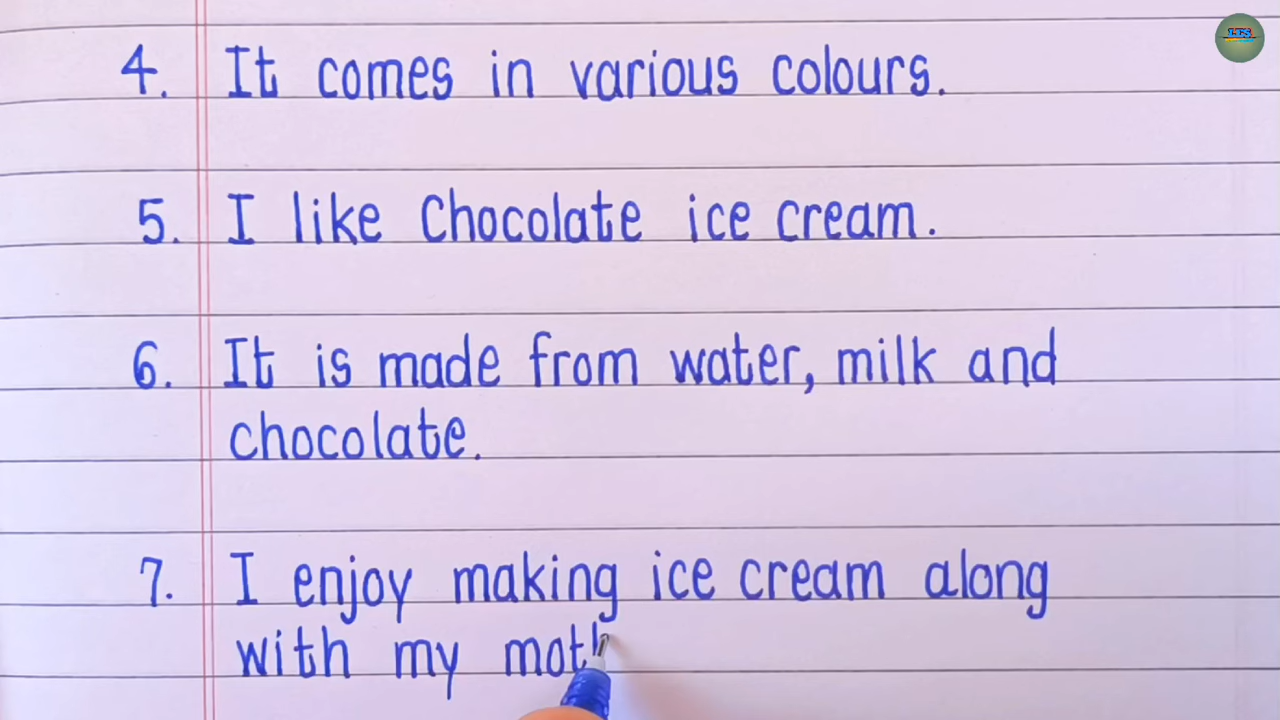 4. It comes in various colours.
5. I like Chocolate ice cream.
6. It is made from water, milk and
chocolate.
7. I enjoy making ice cream along
with my moth